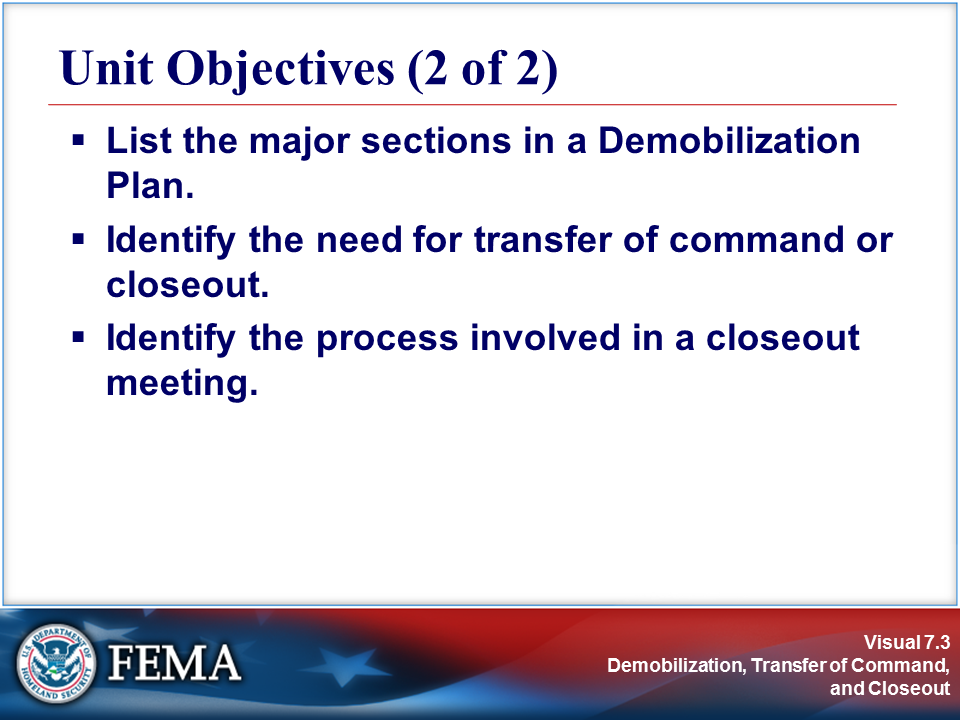 Unit Objectives (2 of 2)
▪ List the major sections in a Demobilization
Plan.
▪ Identify the need for transfer of command or
closeout.
▪ Identify the process involved in a closeout
meeting.
U.S. DEPARTMENT OF
HOMELAND SECURITY
FEMA
Visual 7.3
Demobilization, Transfer of Command,
and Closeout